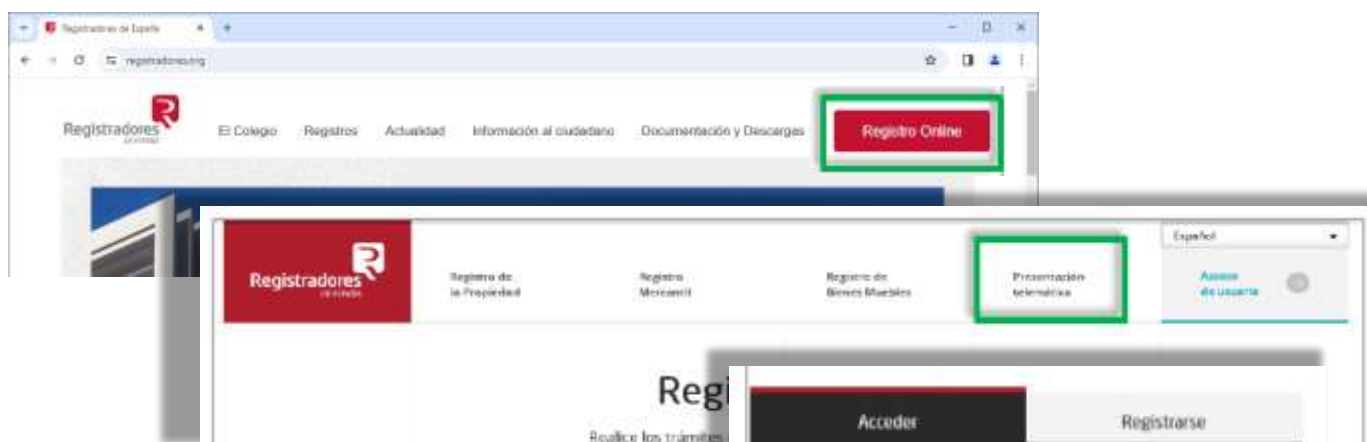 Registradores de España
registradores.org
Registradores
DE ESPAÑA
El Colegio Registros Actualidad Información al ciudadano Documentación y Descargas Registro Online
Español
Registradores
DE ESPAÑA
Registro de
la Propiedad
Registro
Mercantil
Registro de
Bienes Muebles
Presentación
telemática
Acceso
de usuario
Regi
Realice los trámites
Acceder Registrarse